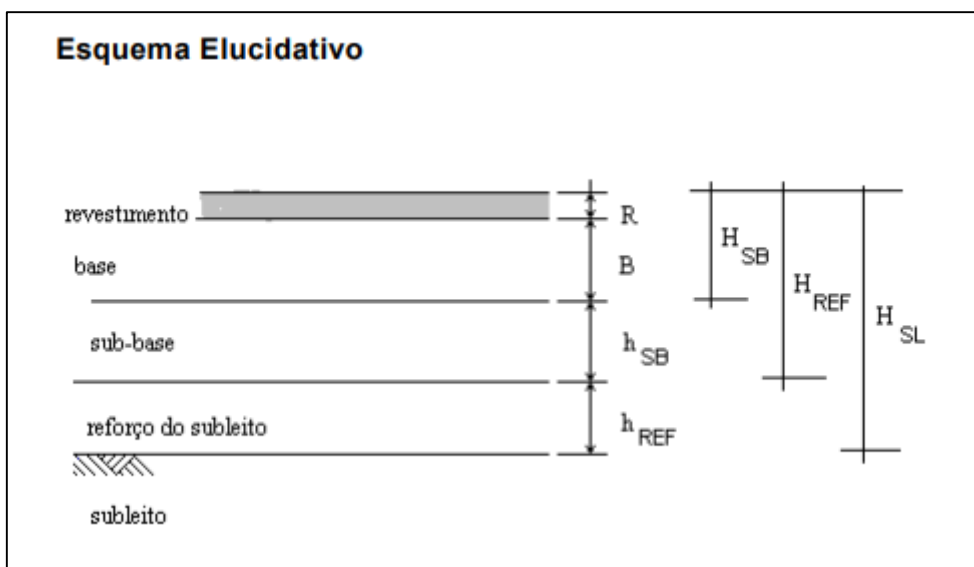 Esquema Elucidativo
revestimento
R
base
B
H SB
H REF
H SL
sub-base
h SB
reforço do subleito
h REF
subleito